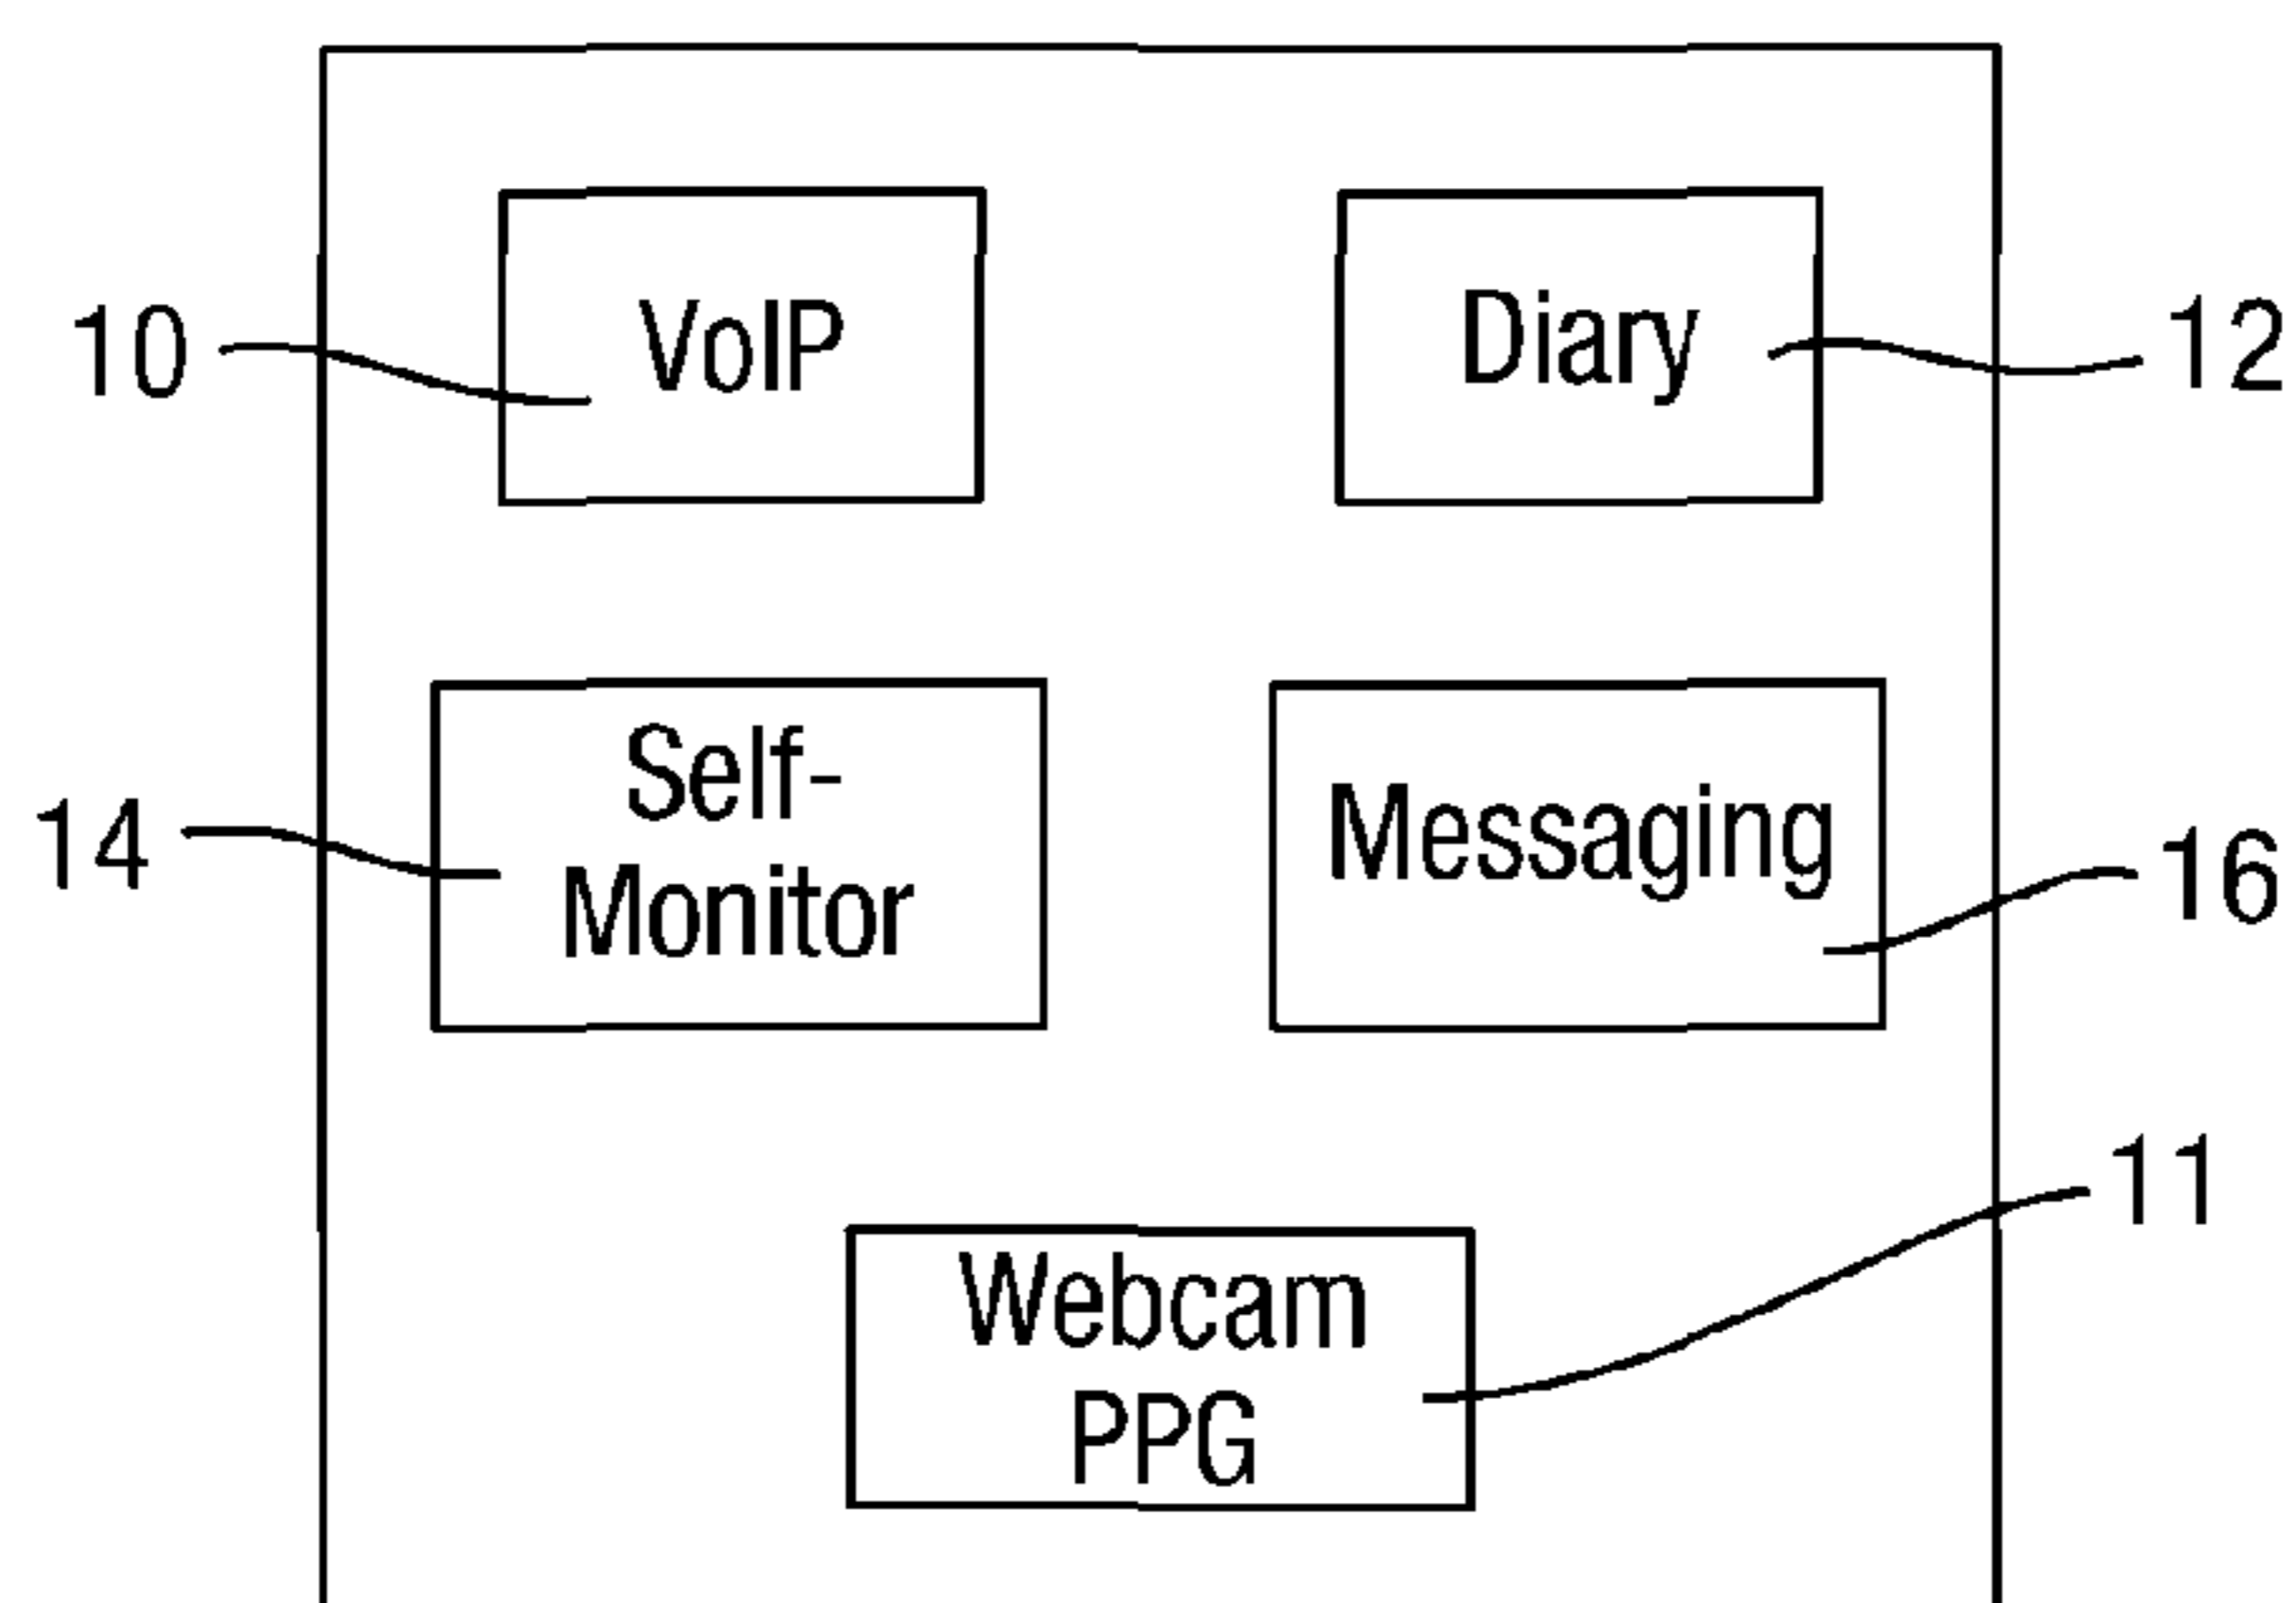 10
VoIP
Diary
12
14
Self-
Monitor
Messaging
16
11
Webcam
PPG